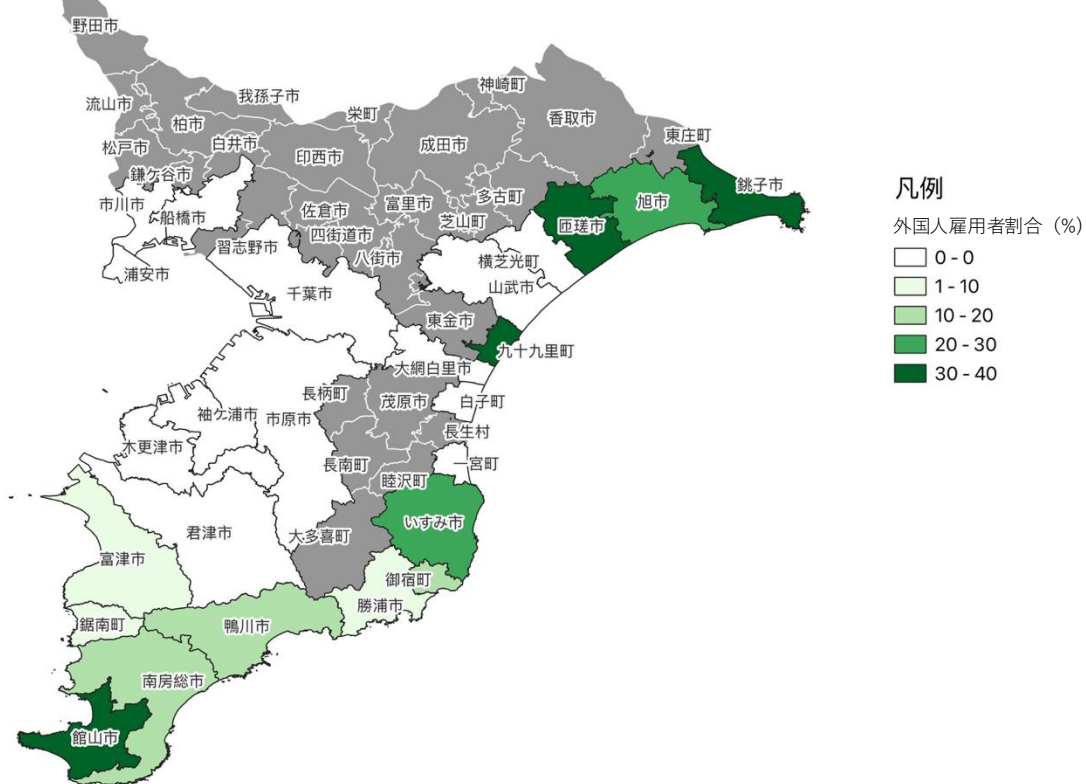 野田市
流山市
柏市
我孫子市
松戸市
白井市
鎌ケ谷市
市川市
船橋市
浦安市
習志野市
印西市
栄町
成田市
神崎町
香取市
東庄町
銚子市
旭市
匝瑳市
多古町
芝山町
富里市
佐倉市
四街道市
八街市
千葉市
横芝光町
山武市
東金市
九十九里町
大網白里市
白子町
長柄町
茂原市
長生村
一宮町
長南町
睦沢町
市原市
袖ケ浦市
木更津市
君津市
大多喜町
いすみ市
御宿町
勝浦市
富津市
鋸南町
鴨川市
南房総市
館山市
凡例
外国人雇用者割合（%）
0 - 0
1 - 10
10 - 20
20 - 30
30 - 40